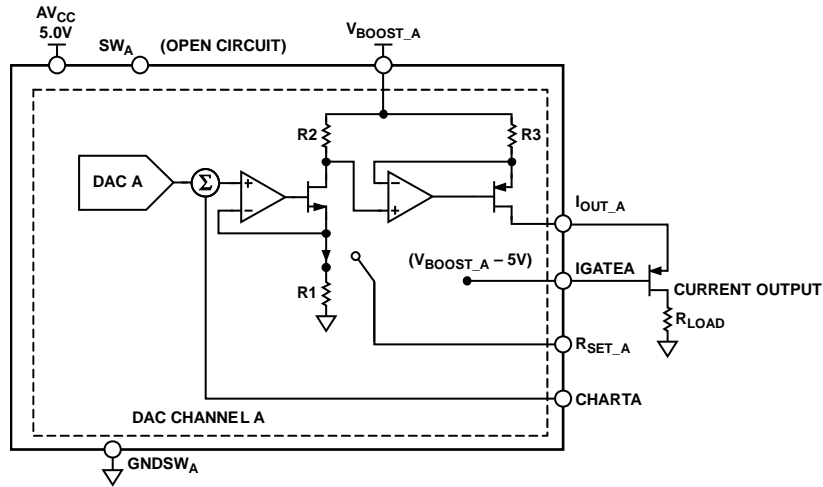 AVCC
5.0V
SWA
(OPEN CIRCUIT)
VBOOST_A
R2
R3
DAC A
Σ
+
−
−
+
IOUT_A
R1
(VBOOST_A – 5V)
IGATEA
CURRENT OUTPUT
RLOAD
RSET_A
CHARTA
DAC CHANNEL A
GNDSWA